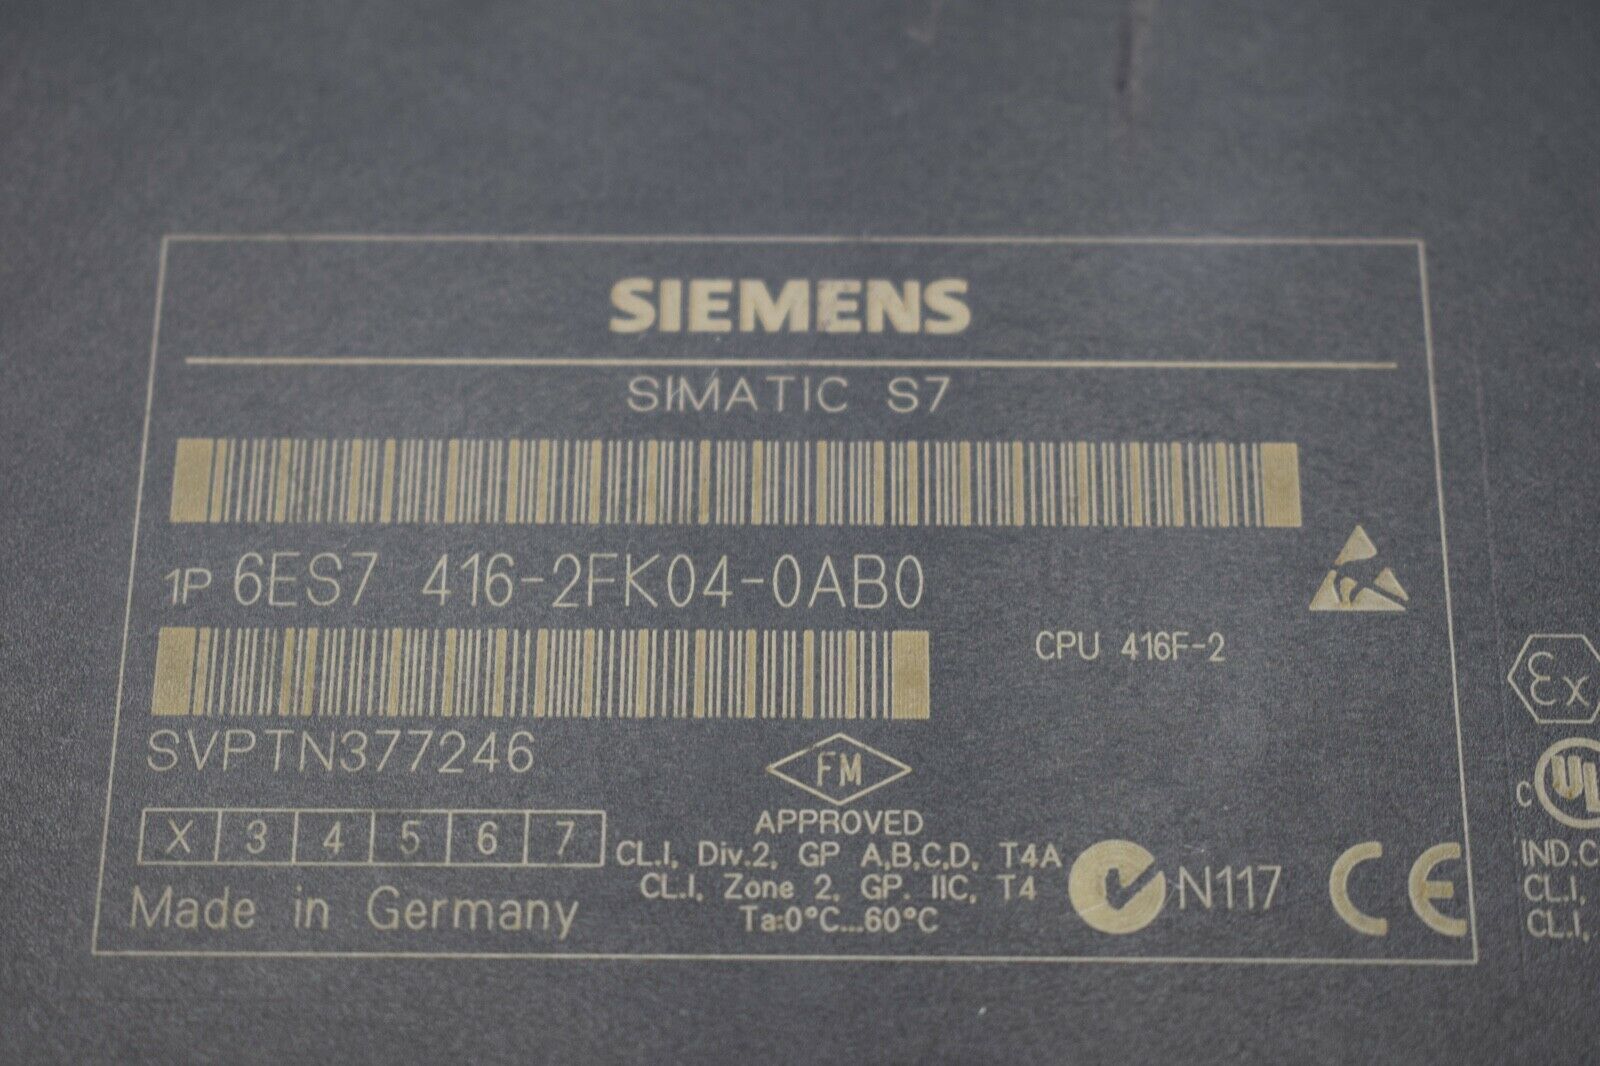 SIEMENS
SIMATIC S7
1P 6ES7 416-2FK04-0AB0
CPU 416F-2
SVPTN377246
FM
APPROVED
X 3 4 5 6 7
CL.I, Div.2, GP A,B,C,D, T4A
CL.I, Zone 2, GP. IIC, T4
Ta:0°C...60°C
N117
CE
Made in Germany
Ex
c UL
IND.C
CL.I,
CL.I,